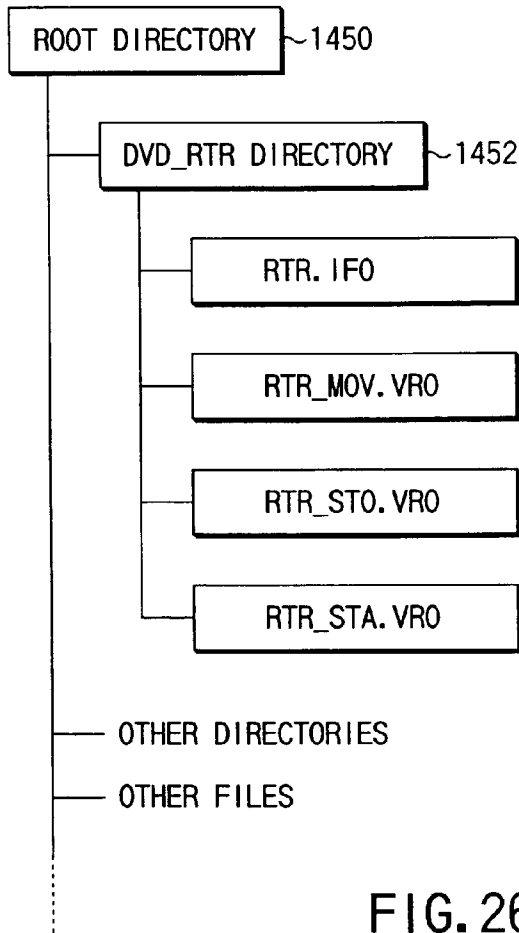 ROOT DIRECTORY 1450
DVD_RTR DIRECTORY 1452
RTR.IFO
RTR_MOV.VRO
RTR_STO.VRO
RTR_STA.VRO
OTHER DIRECTORIES
OTHER FILES
FIG. 26